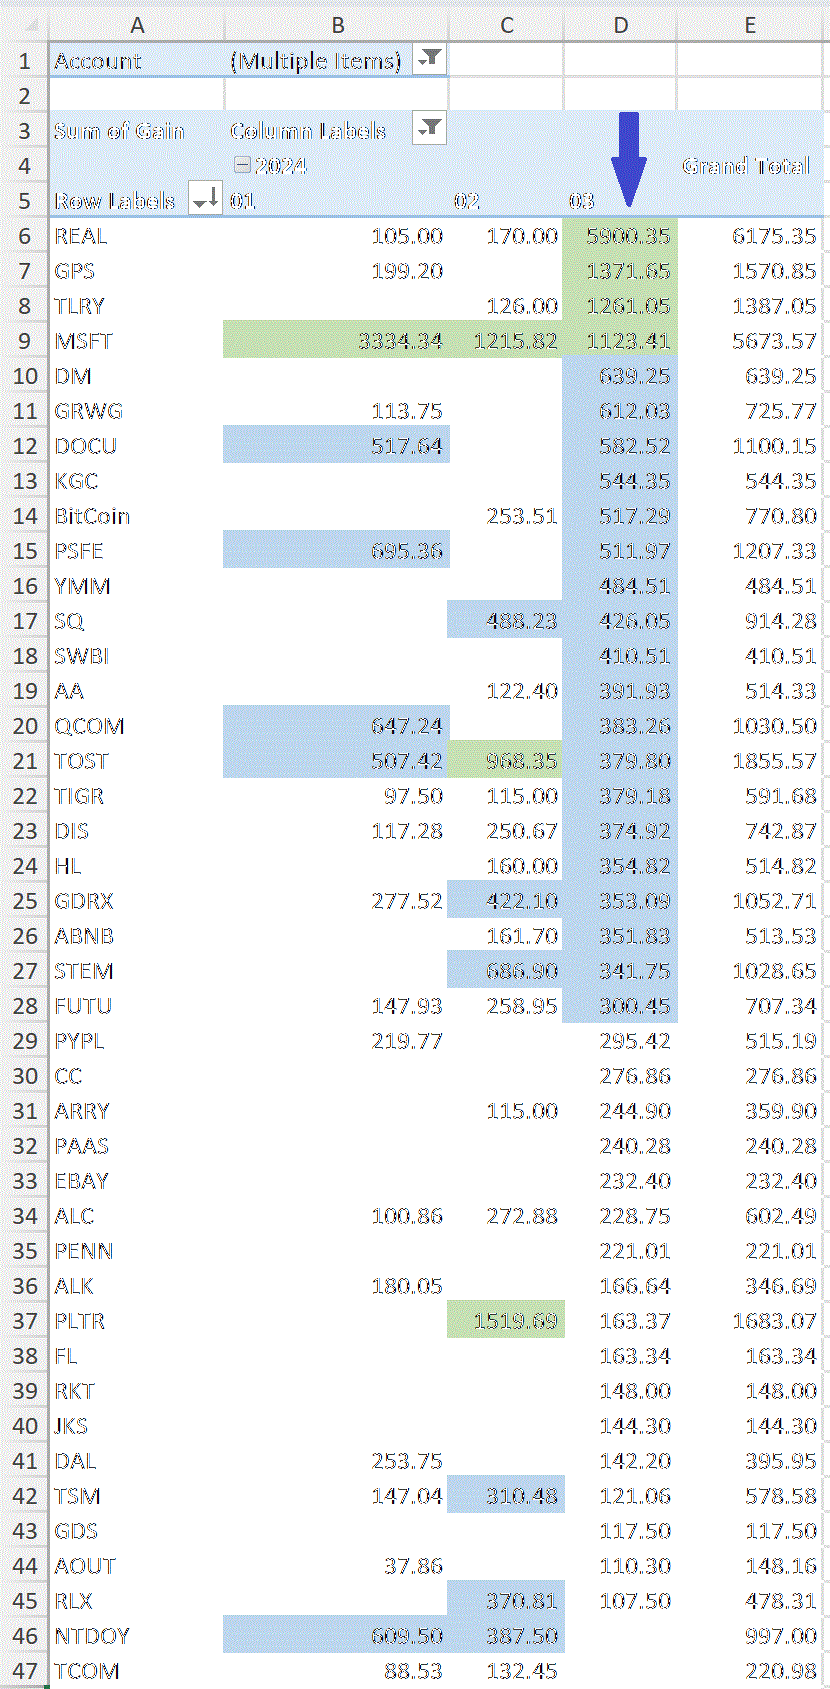 A B C D E
1 Account (Multiple Items)
2
3 Sum of Gain Column Labels
4 2024 Grand Total
5 Row Labels 01 02 03
6 REAL 105.00 170.00 5900.35 6175.35
7 GPS 199.20 1371.65 1570.85
8 TLRY 126.00 1261.05 1387.05
9 MSFT 3334.34 1215.82 1123.41 5673.57
10 DM 639.25 639.25
11 GRWG 113.75 612.03 725.77
12 DOCU 517.64 582.52 1100.15
13 KGC 544.35 544.35
14 BitCoin 253.51 517.29 770.80
15 PSFE 695.36 511.97 1207.33
16 YMM 484.51 484.51
17 SQ 488.23 426.05 914.28
18 SWBI 410.51 410.51
19 AA 122.40 391.93 514.33
20 QCOM 647.24 383.26 1030.50
21 TOST 507.42 968.35 379.80 1855.57
22 TIGR 97.50 115.00 379.18 591.68
23 DIS 117.28 250.67 374.92 742.87
24 HL 160.00 354.82 514.82
25 GDRX 277.52 422.10 353.09 1052.71
26 ABNB 161.70 351.83 513.53
27 STEM 686.90 341.75 1028.65
28 FUTU 147.93 258.95 300.45 707.34
29 PYPL 219.77 295.42 515.19
30 CC 276.86 276.86
31 ARRY 115.00 244.90 359.90
32 PAAS 240.28 240.28
33 EBAY 232.40 232.40
34 ALC 100.86 272.88 228.75 602.49
35 PENN 221.01 221.01
36 ALK 180.05 166.64 346.69
37 PLTR 1519.69 163.37 1683.07
38 FL 163.34 163.34
39 RKT 148.00 148.00
40 JKS 144.30 144.30
41 DAL 253.75 142.20 395.95
42 TSM 147.04 310.48 121.06 578.58
43 GDS 117.50 117.50
44 AOUT 37.86 110.30 148.16
45 RLX 370.81 107.50 478.31
46 NTDOY 609.50 387.50 997.00
47 TCOM 88.53 132.45 220.98